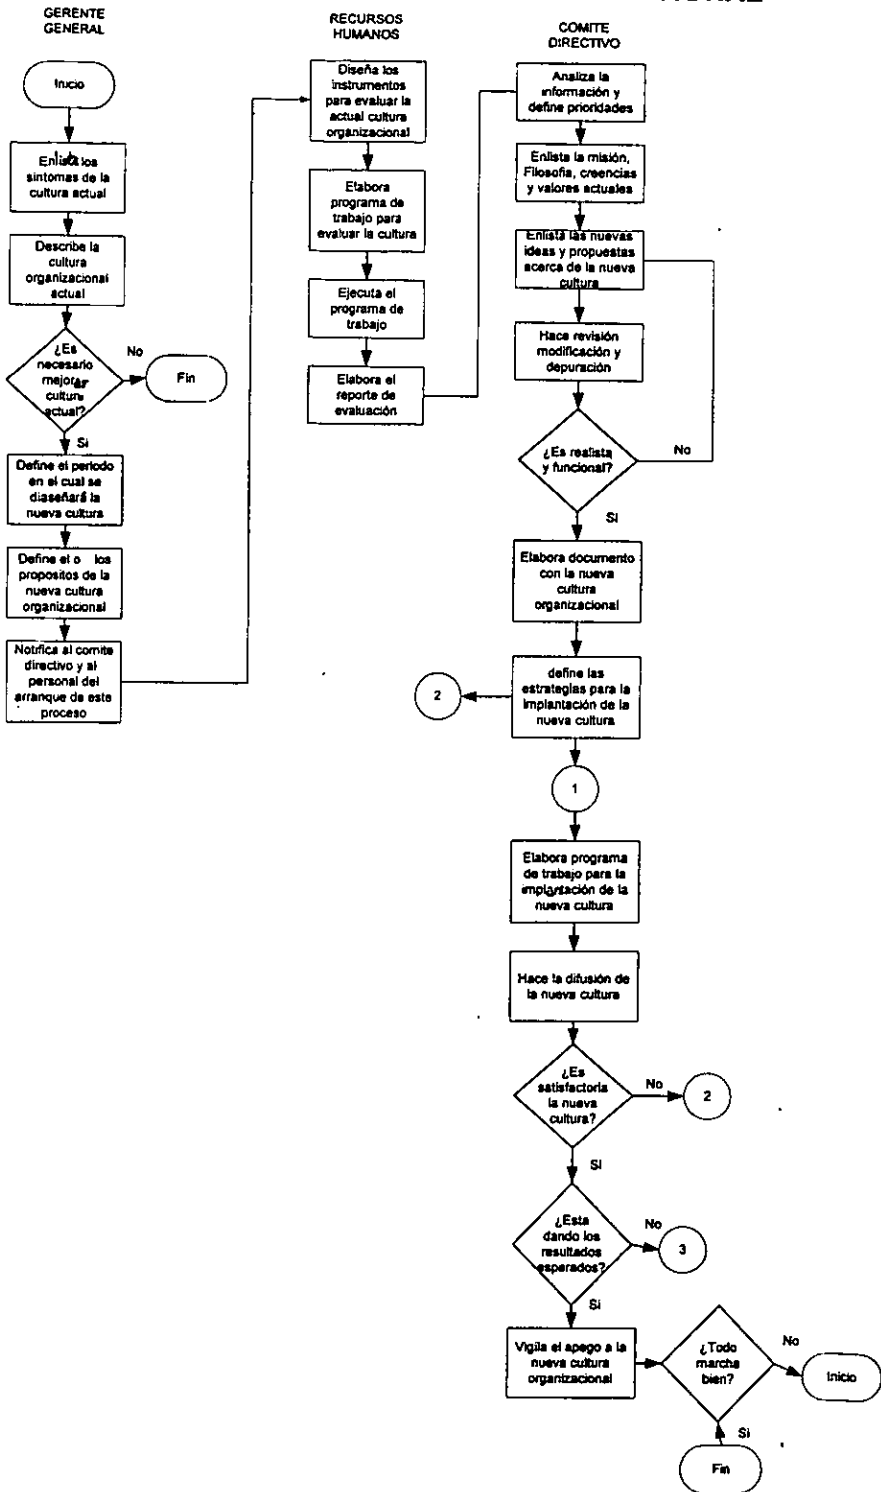 GERENTE
GENERAL
Inicio
Enlista los
sintomas de la
cultura actual
Describe la
cultura
organizacional
actual
¿Es
necesario
mejorar
cultura
actual?
No
Fin
Si
Define el periodo
en el cual se
diaseñará la
nueva cultura
Define el o los
propositos de la
nueva cultura
organizacional
Notifica al comite
directivo y al
personal del
arranque de este
proceso
RECURSOS
HUMANOS
Diseña los
instrumentos
para evaluar la
actual cultura
organizacional
Elabora
programa de
trabajo para
evaluar la cultura
Ejecuta el
programa de
trabajo
Elabora el
reporte de
evaluación
COMITE
DIRECTIVO
Analiza la
información y
define prioridades
Enlista la misión,
Filosofia, creencias
y valores actuales
Enlista las nuevas
ideas y propuestas
acerca de la nueva
cultura
Hace revisión
modificación y
depuración
¿Es realista
y funcional?
No
Si
Elabora documento
con la nueva
cultura
organizacional
define las
estrategias para la
implantación de la
nueva cultura
2
1
Elabora programa
de trabajo para la
implantación de la
nueva cultura
Hace la difusión de
la nueva cultura
¿Es
satisfactoria
la nueva
cultura?
No
2
Si
¿Esta
dando los
resultados
esperados?
No
3
Si
Vigila el apego a la
nueva cultura
organizacional
¿Todo
marcha
bien?
No
Inicio
Si
Fin